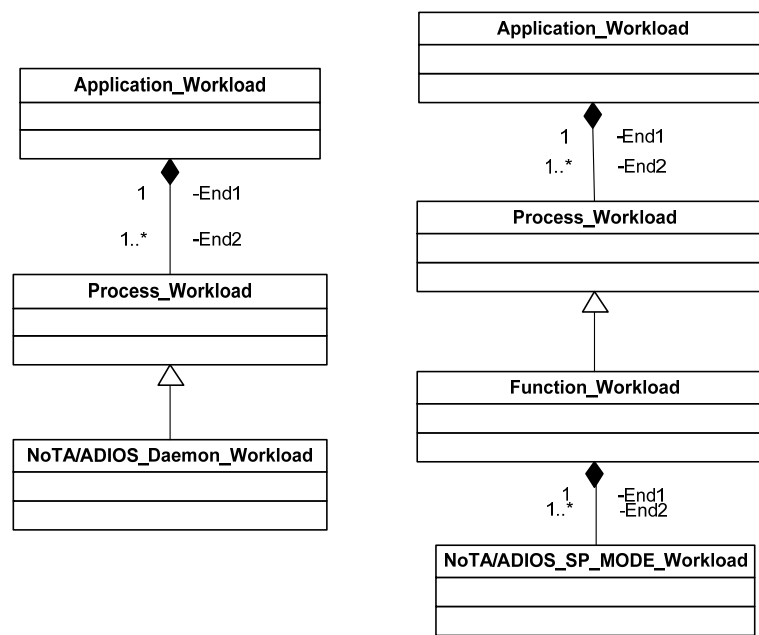 Application_Workload
1 -End1
1..* -End2
Process_Workload
NoTA/ADIOS_Daemon_Workload
Application_Workload
1 -End1
1..* -End2
Process_Workload
Function_Workload
1 -End1
1..* -End2
NoTA/ADIOS_SP_MODE_Workload